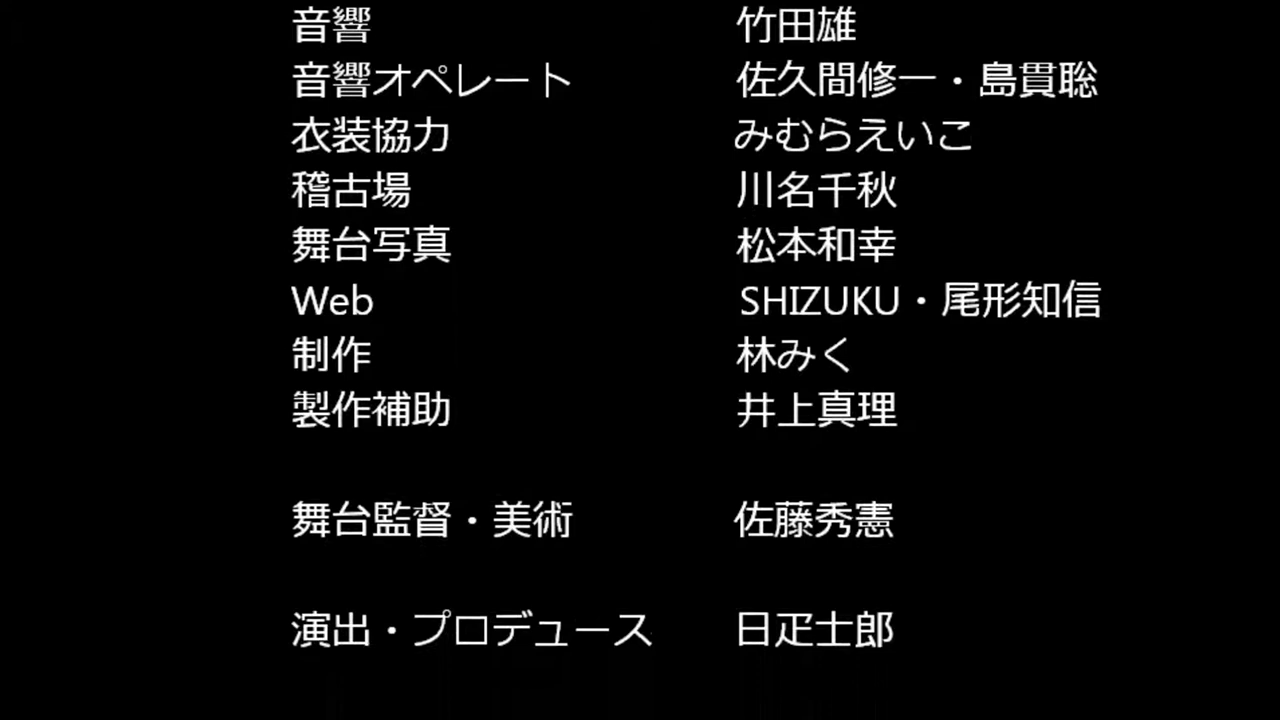 音響 竹田雄
音響オペレート 佐久間修一・島貫聡
衣装協力 みむらえいこ
稽古場 川名千秋
舞台写真 松本和幸
Web SHIZUKU・尾形知信
制作 林みく
製作補助 井上真理
舞台監督・美術 佐藤秀憲
演出・プロデュース 日疋士郎